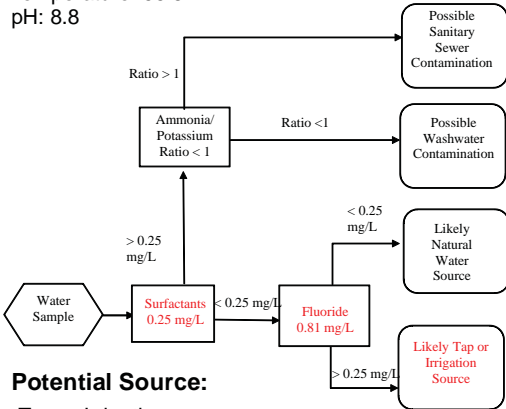 pH: 8.8
Possible
Sanitary
Sewer
Contamination
Ratio > 1
Ammonia/
Potassium
Ratio < 1
Ratio <1
Possible
Washwater
Contamination
> 0.25
mg/L
< 0.25
mg/L
Likely
Natural
Water
Source
Water
Sample
Surfactants
0.25 mg/L
< 0.25 mg/L
Fluoride
0.81 mg/L
> 0.25 mg/L
Likely Tap or
Irrigation
Source
Potential Source: